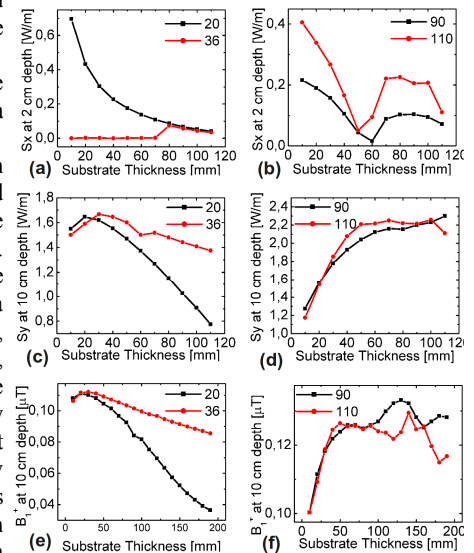 0,8
0,6
0,4
0,2
0,0
Sx at 2 cm depth [W/m]
20
36
0 20 40 60 80 100 120
(a) Substrate Thickness [mm]
0,4
0,2
0,0
Sx at 2 cm depth [W/m]
90
110
0 20 40 60 80 100 120
(b) Substrate Thickness [mm]
1.8
1.6
1.4
1.2
1.0
0.8
Sy at 10 cm depth [W/m]
20
36
0 20 40 60 80 100 120
(c) Substrate Thickness [mm]
2.4
2.2
2,0
1,8
1,6
1,4
1,2
1,0
Sy at 10 cm depth [W/m]
90
110
0 20 40 60 80 100 120
(d) Substrate Thickness [mm]
0,10
0,08
0,06
0,04
B₁⁺ at 10 cm depth [µT]
20
36
0 50 100 150 200
(e) Substrate Thickness [mm]
0,12
0,10
B₁⁺ at 10 cm depth [µT]
90
110
0 50 100 150 200
(f) Substrate Thickness [mm]